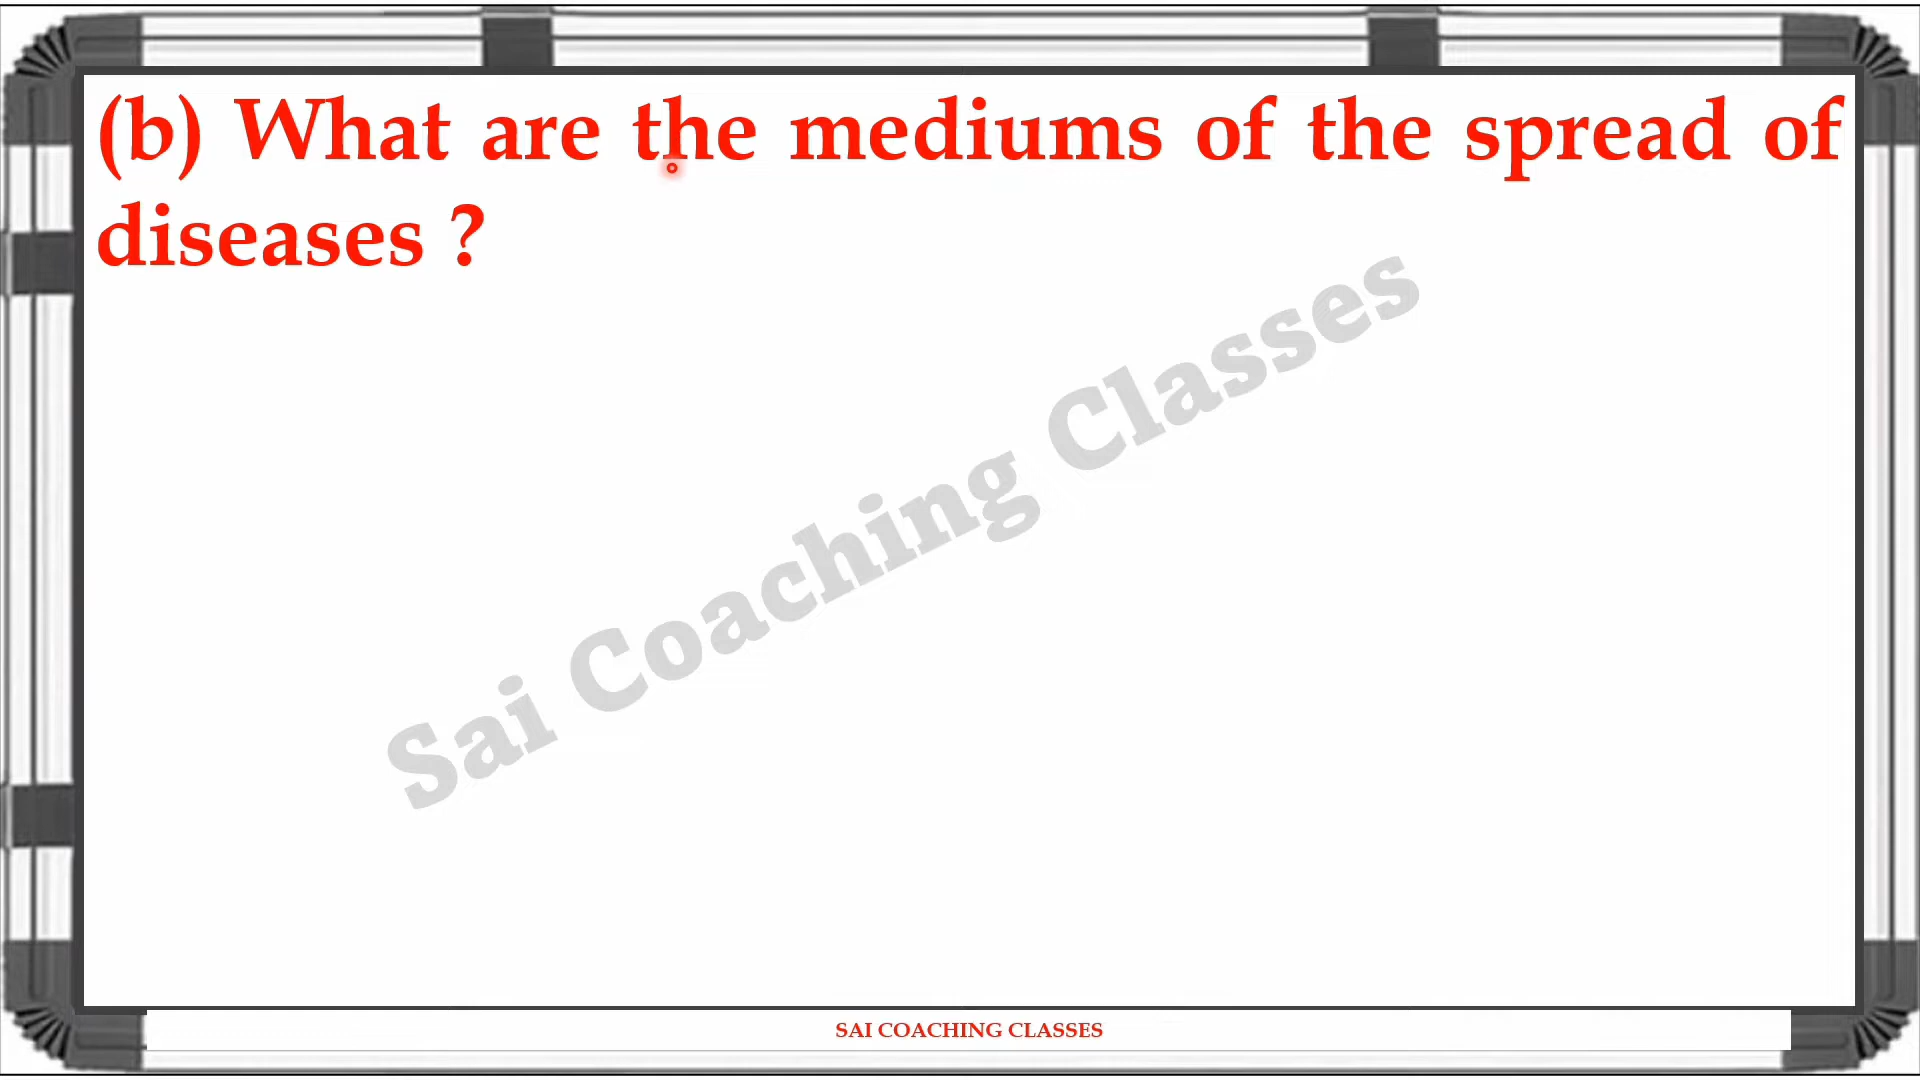 (b) What are the mediums of the spread of
diseases ?
Sai Coaching Classes
SAI COACHING CLASSES